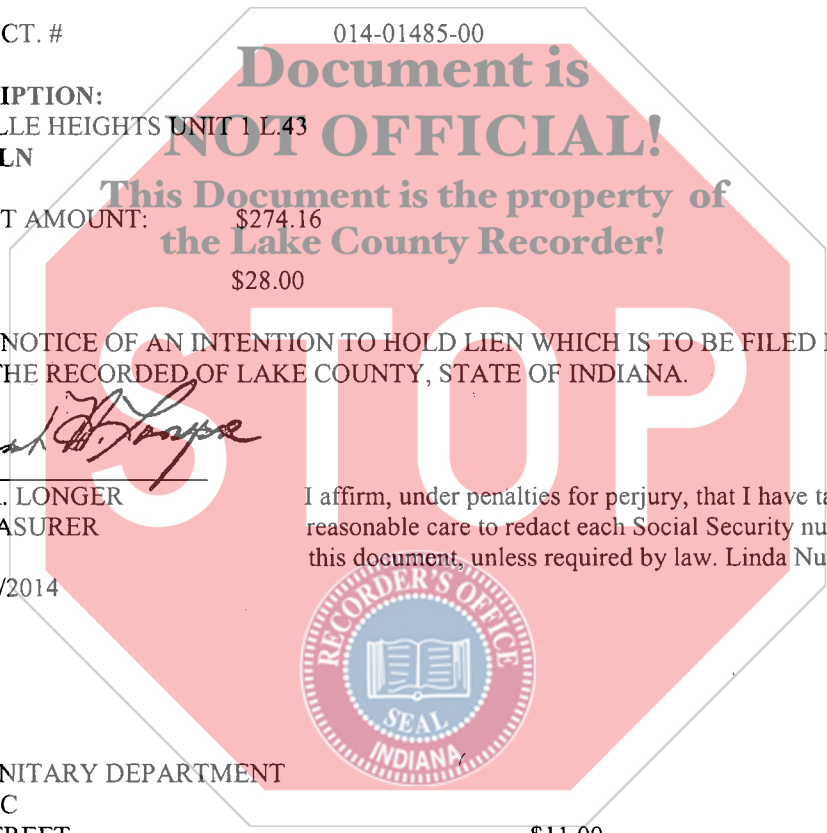 CT. # 014-01485-00
Document is
IPTION:
LLE HEIGHTS UNIT 1 L.43
NOT OFFICIAL!
LN
This Document is the property of
T AMOUNT: $274.16
the Lake County Recorder!
$28.00
NOTICE OF AN INTENTION TO HOLD LIEN WHICH IS TO BE FILED
THE RECORDED OF LAKE COUNTY, STATE OF INDIANA.
STOP
. LONGER I affirm, under penalties for perjury, that I have ta
ASURER reasonable care to redact each Social Security nu
this document, unless required by law. Linda Nu
/2014
RECORDER'S OFFICE
SEAL
INDIANA
NITARY DEPARTMENT
C
TREET $11.00